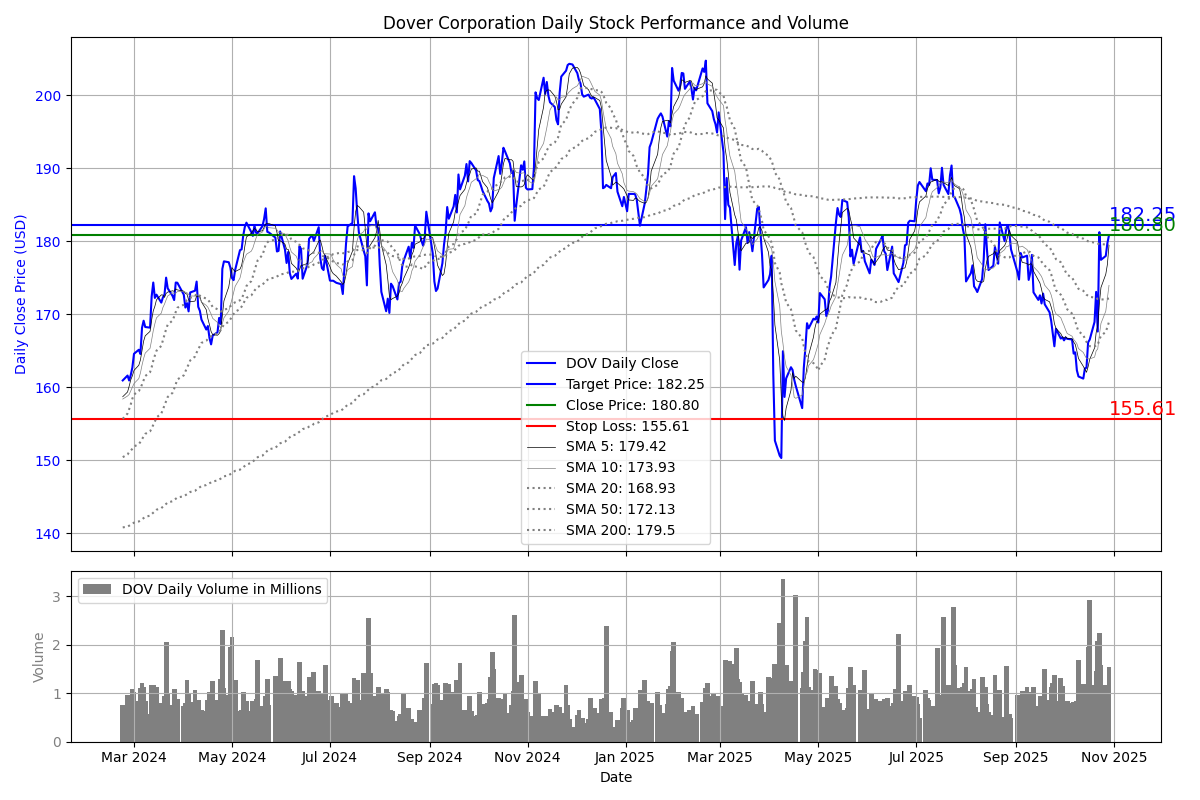 Dover Corporation Daily Stock Performance and Volume
Daily Close Price (USD)
200
190
180
170
160
150
140
182.25
180.80
155.61
DOV Daily Close
Target Price: 182.25
Close Price: 180.80
Stop Loss: 155.61
SMA 5: 179.42
SMA 10: 173.93
SMA 20: 168.93
SMA 50: 172.13
SMA 200: 179.5
DOV Daily Volume in Millions
Volume
3
2
1
0
Mar 2024 May 2024 Jul 2024 Sep 2024 Nov 2024 Jan 2025 Mar 2025 May 2025 Jul 2025 Sep 2025 Nov 2025
Date